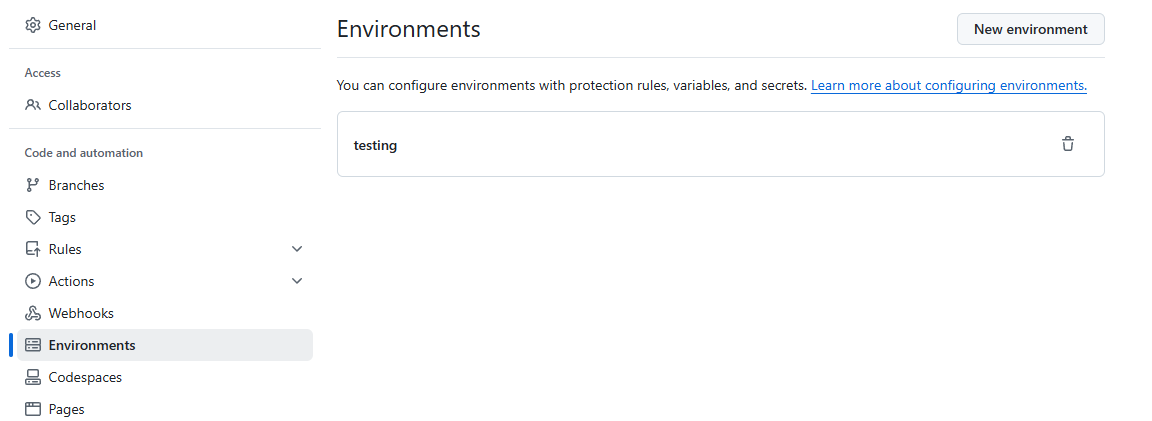 General
Access
Collaborators
Code and automation
Branches
Tags
Rules
Actions
Webhooks
Environments
Codespaces
Pages
Environments
New environment
You can configure environments with protection rules, variables, and secrets. Learn more about configuring environments.
testing